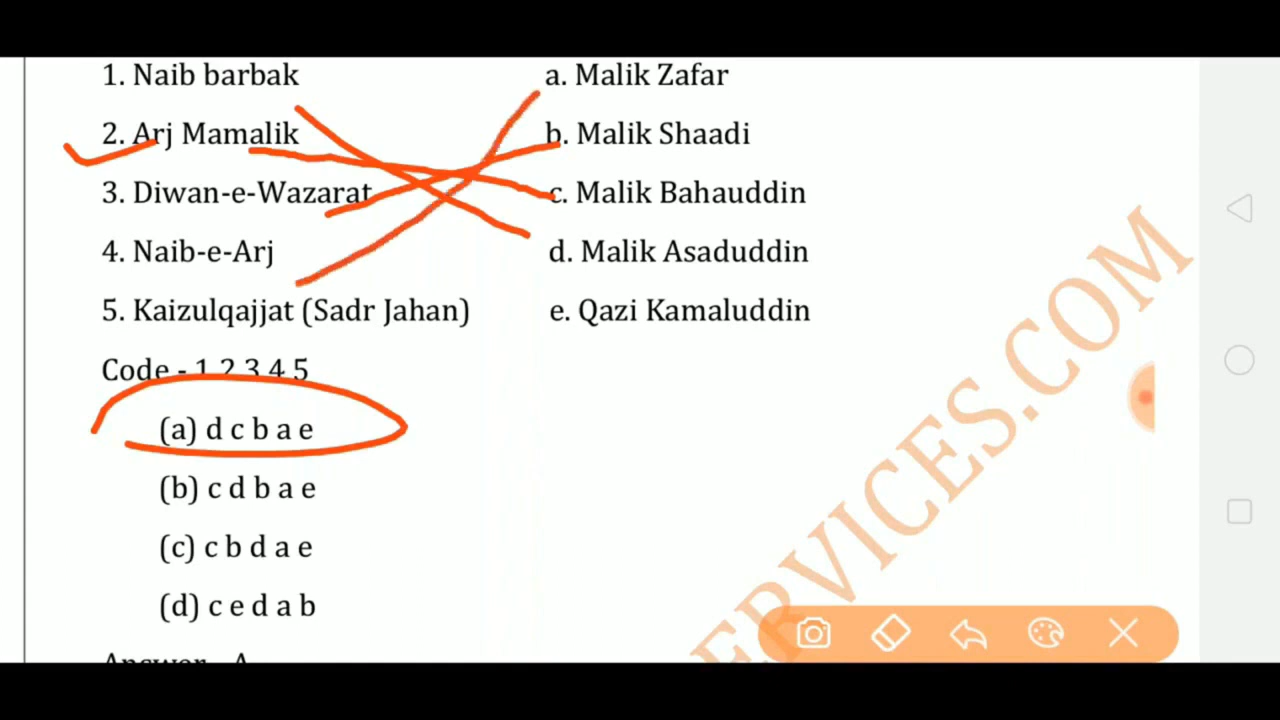 1. Naib barbak a. Malik Zafar
2. Arj Mamalik b. Malik Shaadi
3. Diwan-e-Wazarat c. Malik Bahauddin
4. Naib-e-Arj d. Malik Asaduddin
5. Kaizulqajjat (Sadr Jahan) e. Qazi Kamaluddin
Code - 1 2 3 4 5
(a) d c b a e
(b) c d b a e
(c) c b d a e
(d) c e d a b
Answer - A
ERVICES.COM